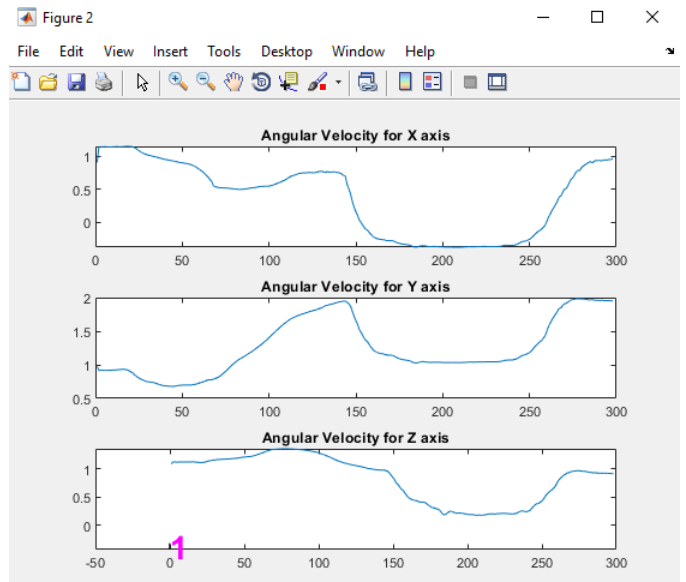 Figure 2
File Edit View Insert Tools Desktop Window Help
Angular Velocity for X axis
1
0.5
0
0 50 100 150 200 250 300
Angular Velocity for Y axis
2
1.5
1
0.5
0 50 100 150 200 250 300
Angular Velocity for Z axis
1
0.5
0
1
-50 0 50 100 150 200 250 300